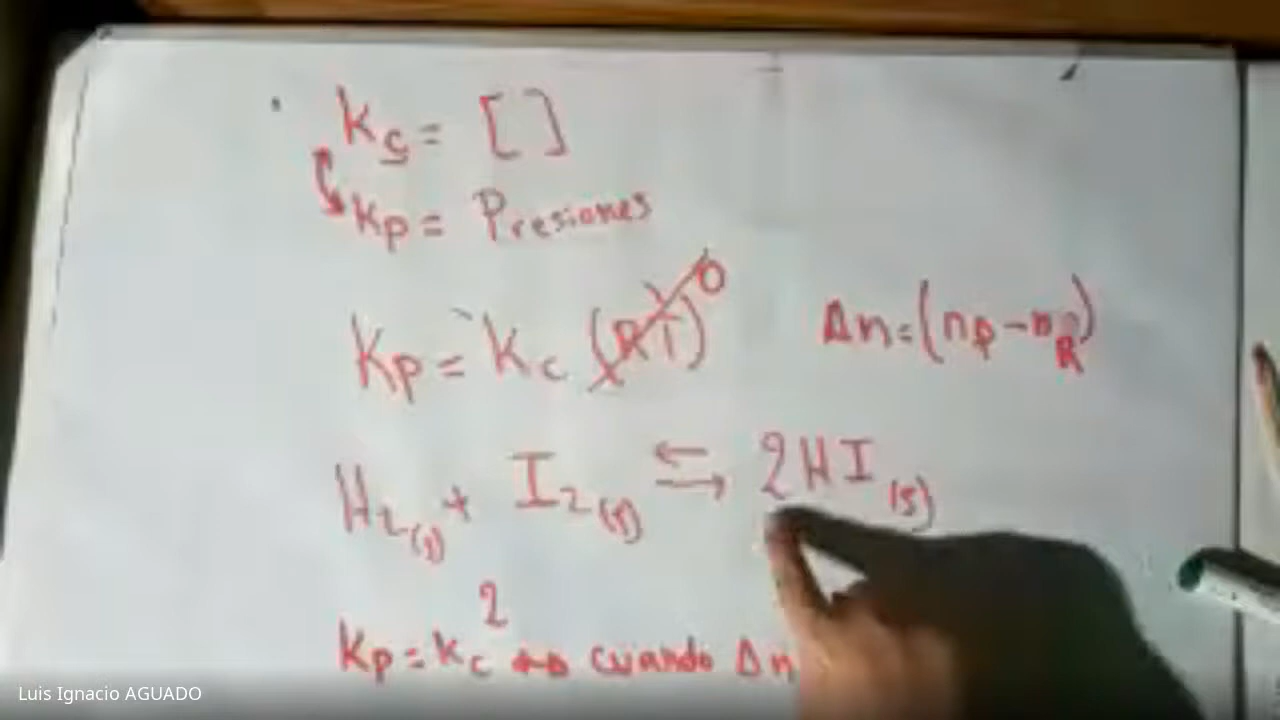 Kc = [ ]
Kp = Presiones
Kp = Kc (RT)⁰ Δn = (nP - nR)
H2(g) + I2(g) ⇆ 2HI(g)
2
Kp = Kc cuando Δn
Luis Ignacio AGUADO